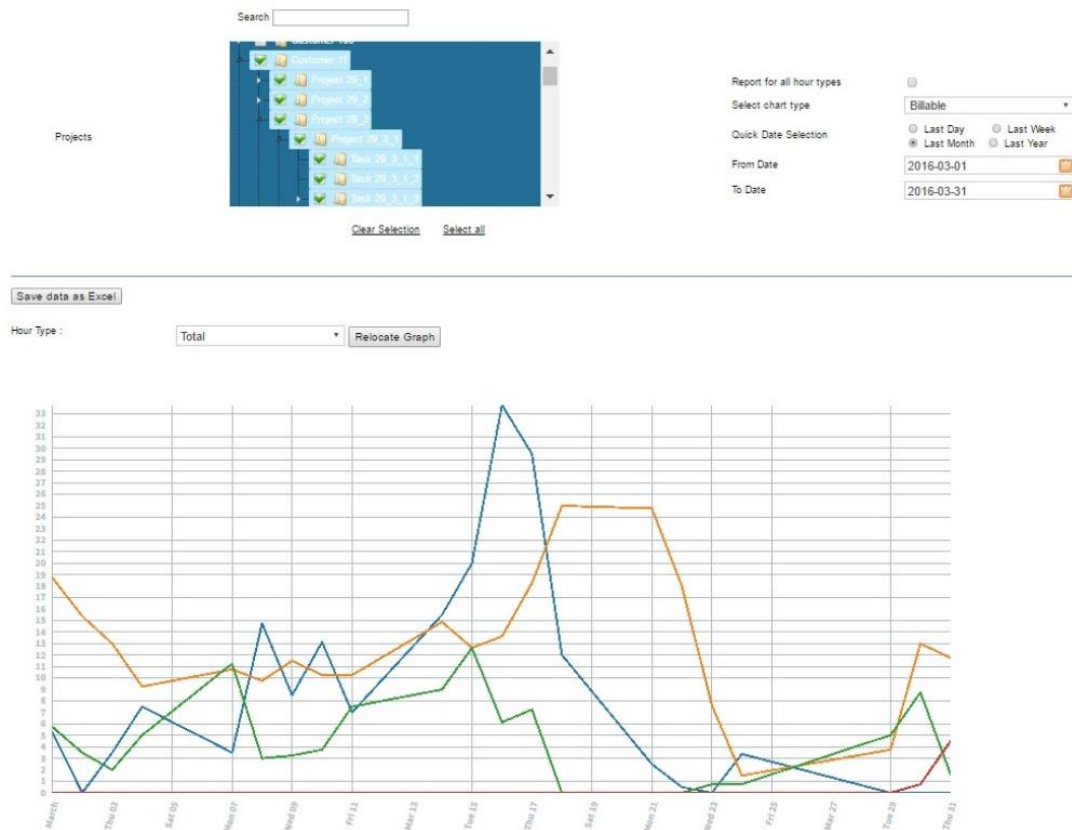 Search
Customer 11
Project 29_1
Project 29_2
Project 29_3
Project 29_3_1
Task 29_3_1_1
Task 29_3_1_2
Task 29_3_1_3
Projects
Clear Selection Select all
Report for all hour types
Select chart type Billable
Quick Date Selection Last Day Last Week
Last Month Last Year
From Date 2016-03-01
To Date 2016-03-31
Save data as Excel
Hour Type : Total Relocate Graph
33
32
31
30
29
28
27
26
25
24
23
22
21
20
19
18
17
16
15
14
13
12
11
10
9
8
7
6
5
4
3
2
1
0
March Thu 03 Sat 05 Mon 07 Wed 09 Fri 11 Mar 13 Tue 15 Thu 17 Sat 19 Mon 21 Wed 23 Fri 25 Mar 27 Tue 29 Thu 31